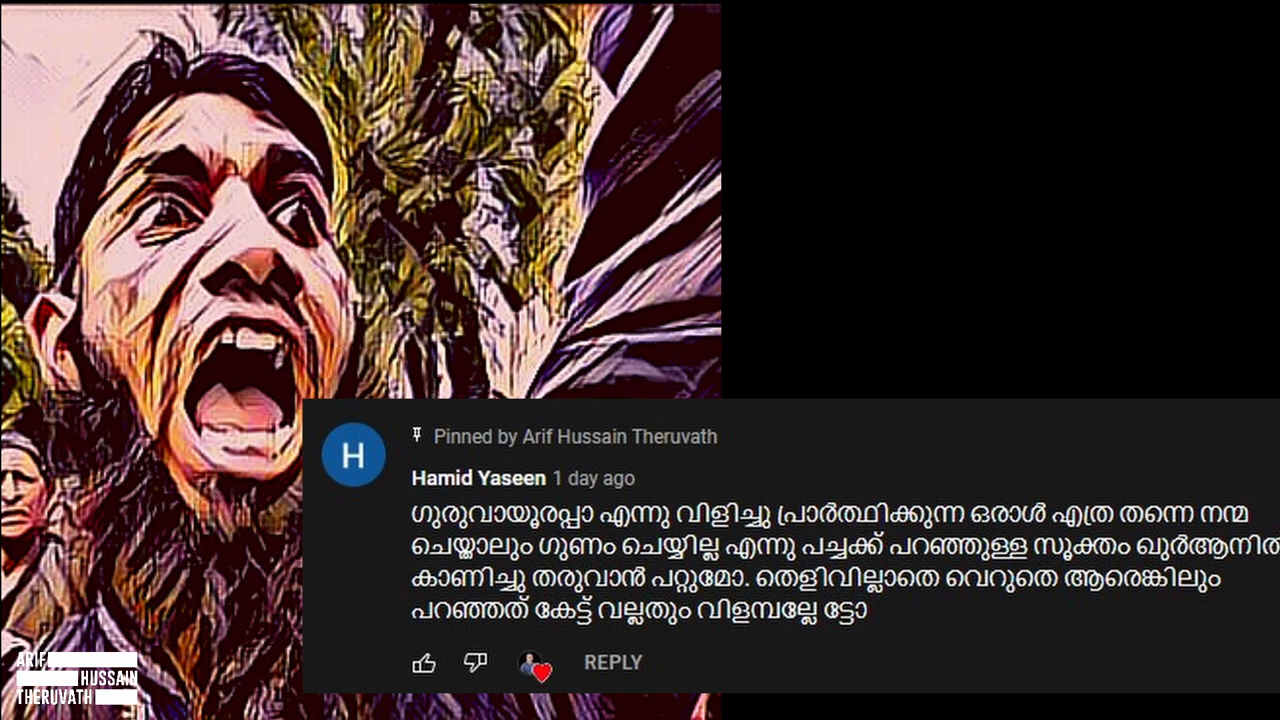 Pinned by Arif Hussain Theruvath
H
Hamid Yaseen 1 day ago
ഗുരുവായൂരപ്പാ എന്നു വിളിച്ചു പ്രാർത്ഥിക്കുന്ന ഒരാൾ എത്ര തന്നെ നന്മ
ചെയ്താലും ഗുണം ചെയ്യില്ല എന്നു പച്ചക്ക് പറഞ്ഞുള്ള സൂക്തം
കാണിച്ചു തരുവാൻ പറ്റുമോ. തെളിവില്ലാതെ വെറുതെ ആരെങ്കിലും
പറഞ്ഞത് കേട്ട് വല്ലതും വിളമ്പല്ലേ ട്ടോ
REPLY
ARIF
HUSSAIN
THERUVATH